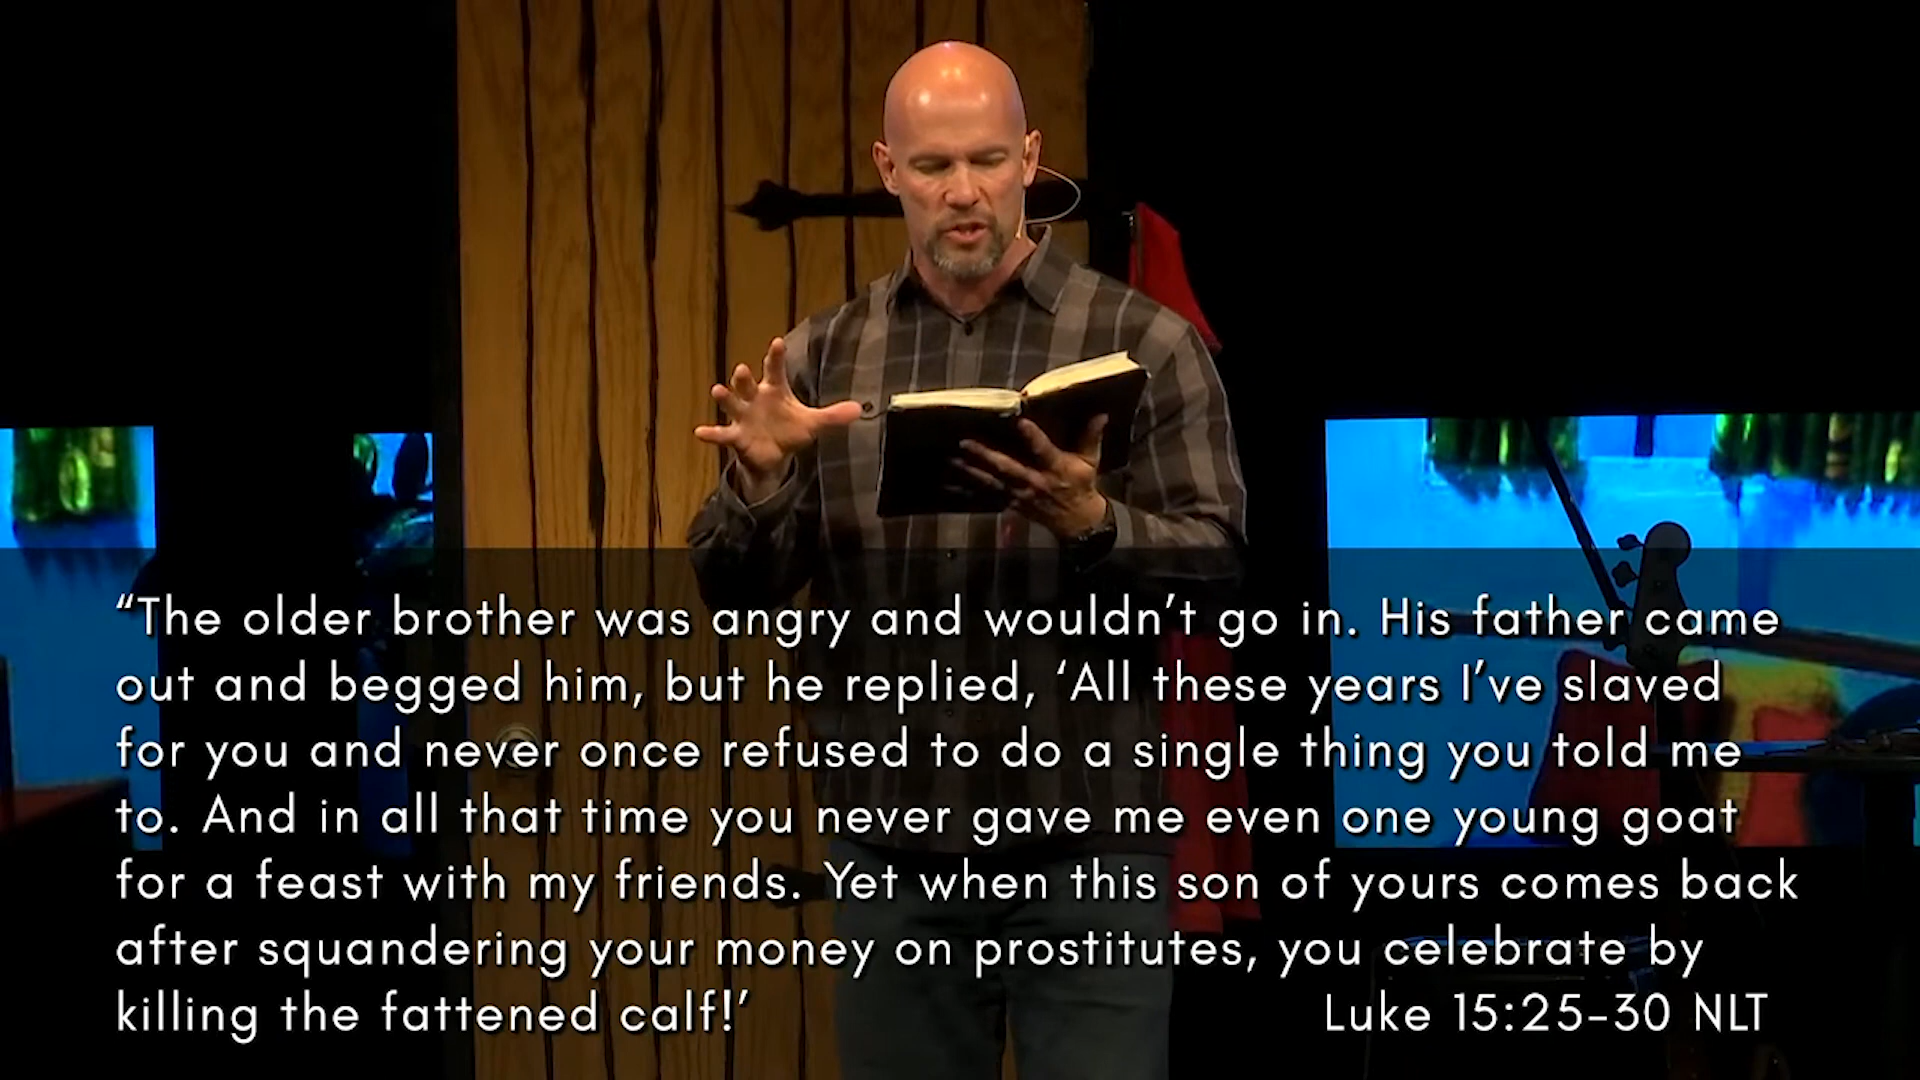 “The older brother was angry and wouldn’t go in. His father came
out and begged him, but he replied, ‘All these years I’ve slaved
for you and never once refused to do a single thing you told me
to. And in all that time you never gave me even one young goat
for a feast with my friends. Yet when this son of yours comes back
after squandering your money on prostitutes, you celebrate by
killing the fattened calf!’
Luke 15:25-30 NLT